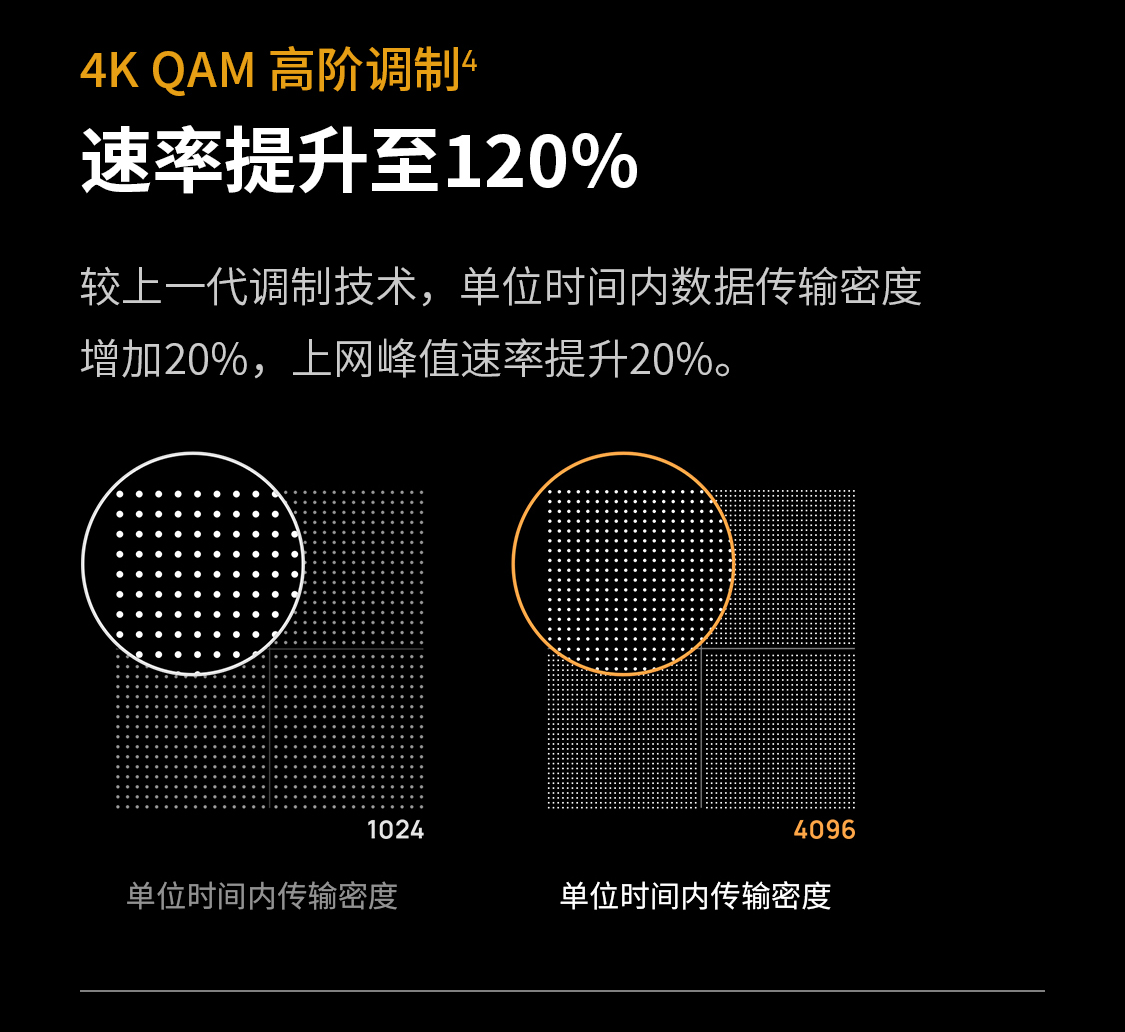 4K QAM 高阶调制4
速率提升至120%
较上一代调制技术，单位时间内数据传输密度
增加20%，上网峰值速率提升20%。
1024
4096
单位时间内传输密度
单位时间内传输密度